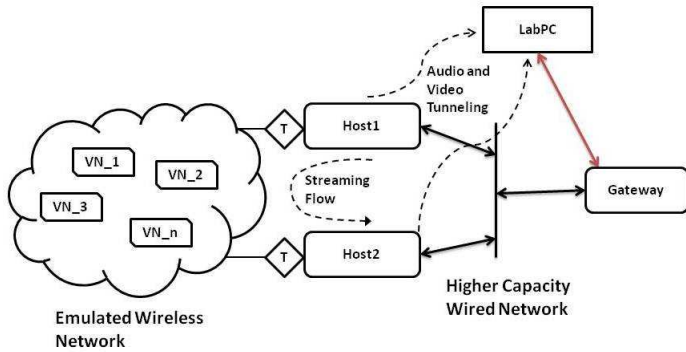 LabPC
Audio and
Video
Tunneling
T
Host1
VN_1
VN_2
VN_3
VN_n
Streaming
Flow
Gateway
T
Host2
Higher Capacity
Wired Network
Emulated Wireless
Network